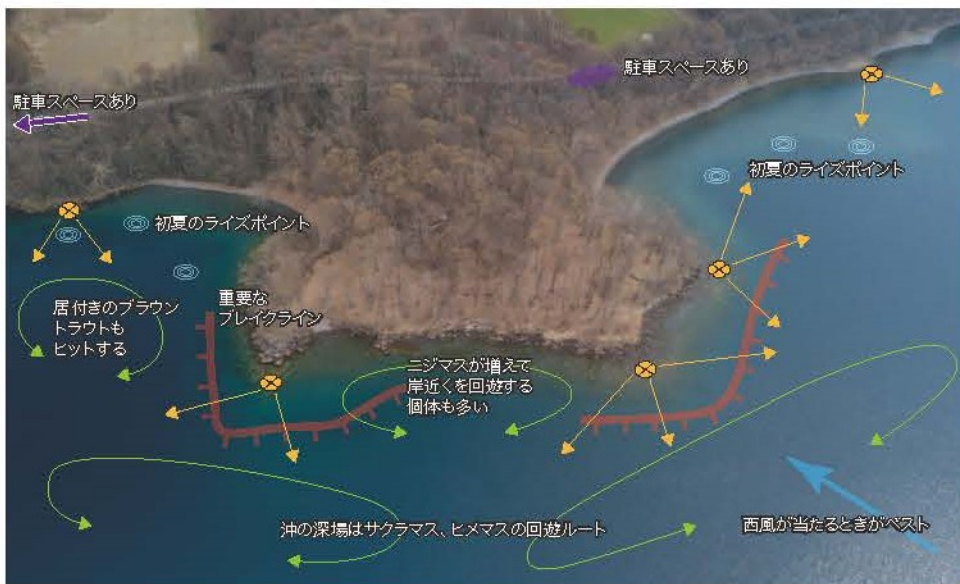 駐車スペースあり
駐車スペースあり
初夏のライズポイント
初夏のライズポイント
重要な
ブレイクライン
居付きのブラウン
トラウトも
ヒットする
ニジマスが増えて
岸近くを回遊する
個体も多い
沖の深場はサクラマス、ヒメマスの回遊ルート
西風が当たるときがベスト